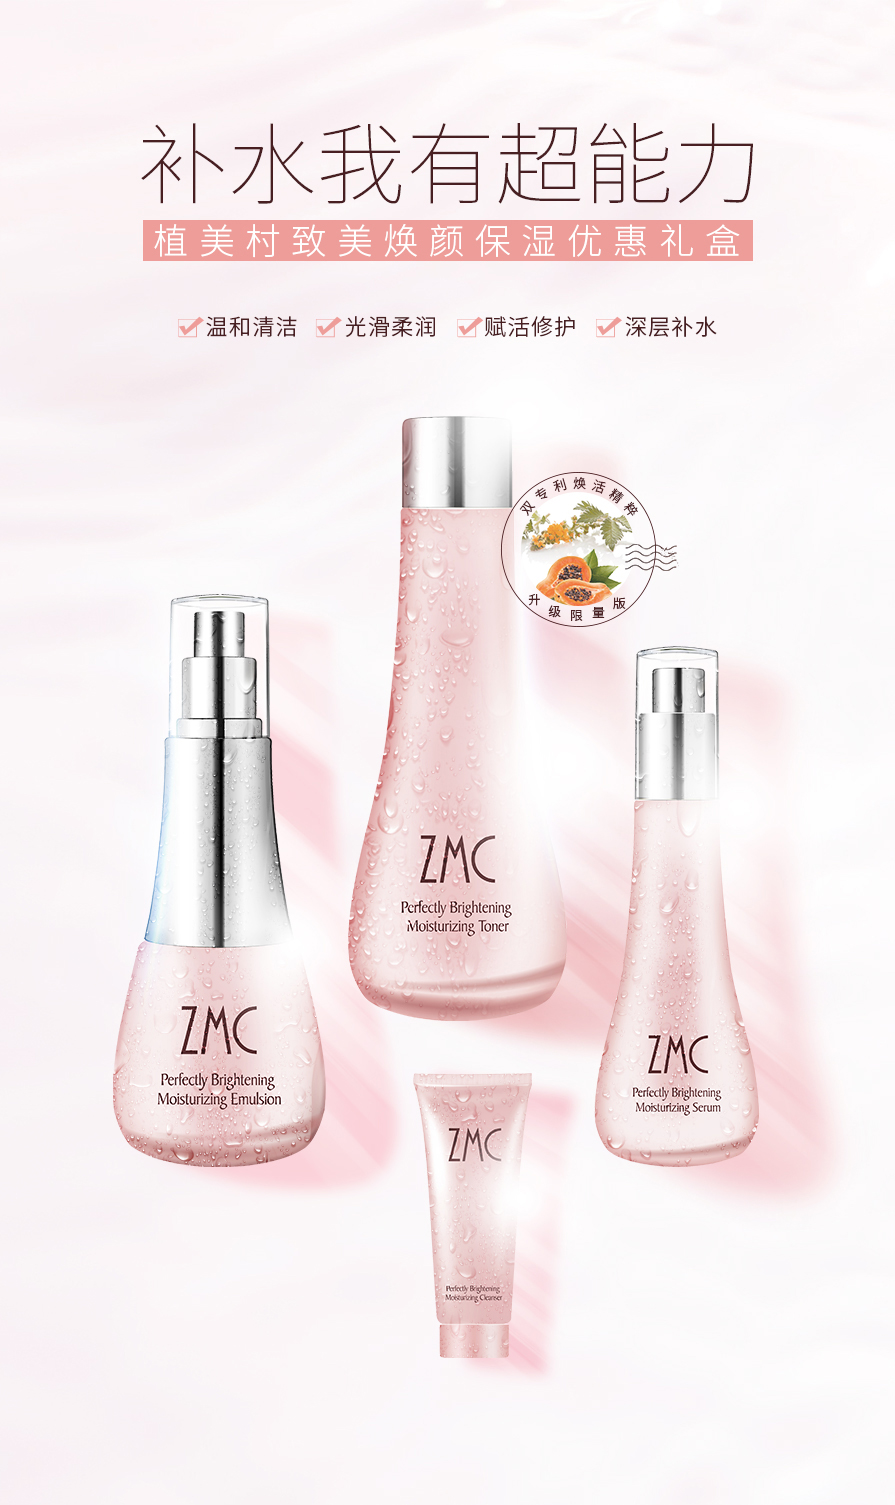 补水我有超能力
植美村致美焕颜保湿优惠礼盒
温和清洁 光滑柔润 赋活修护 深层补水
双专利焕活精粹
升级限量版
ZMC
Perfectly Brightening
Moisturizing Toner
ZMC
Perfectly Brightening
Moisturizing Emulsion
ZMC
Perfectly Brightening
Moisturizing Serum
ZMC
Perfectly Brightening
Moisturizing Cleanser